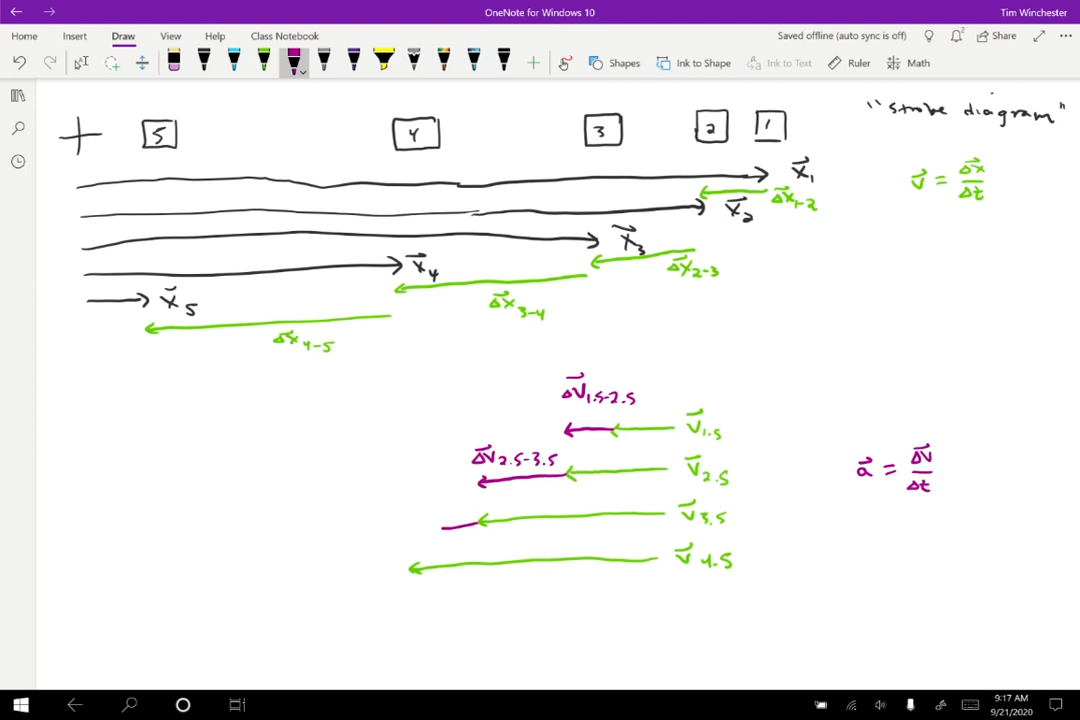 OneNote for Windows 10
Tim Winchester
Home Insert Draw View Help Class Notebook
Saved offline (auto sync is off)
Share
Shapes
Ink to Shape
Ink to Text
Ruler
Math
"strobe diagram"
5 4 3 2 1
x⃗₁
v⃗ = Δx⃗/Δt
Δx⃗₁₋₂
x⃗₂
x⃗₃
Δx⃗₂₋₃
x⃗₄
x⃗₅
Δx⃗₃₋₄
Δx⃗₄₋₅
Δv⃗₁.₅₋₂.₅
v⃗₁.₅
Δv⃗₂.₅₋₃.₅
v⃗₂.₅
a⃗ = Δv⃗/Δt
v⃗₃.₅
v⃗₄.₅
9:17 AM
9/21/2020